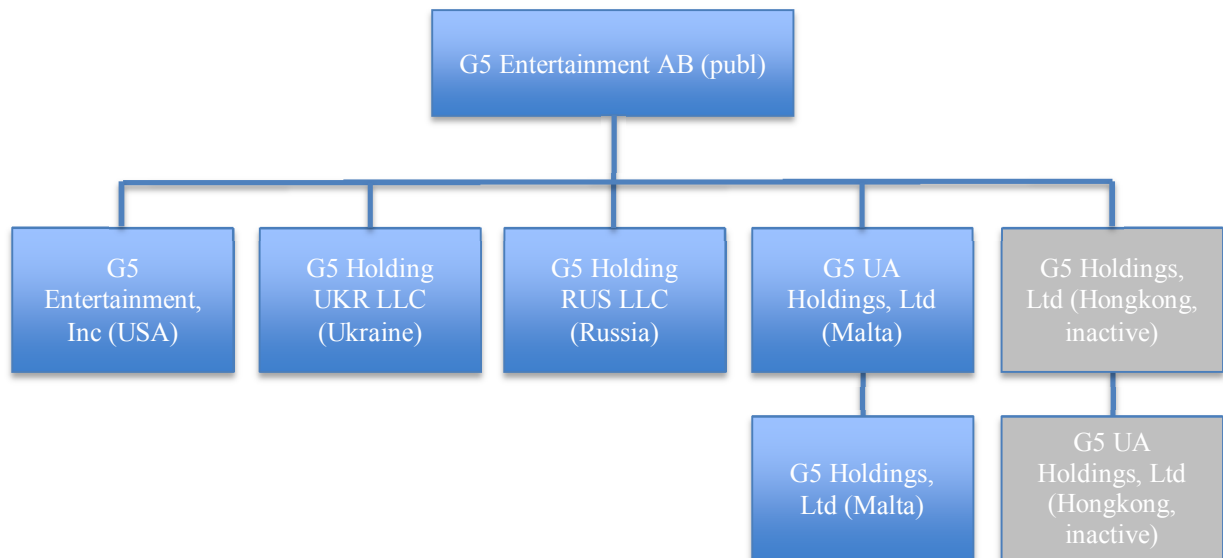 G5 Entertainment AB (publ)
G5
Entertainment,
Inc (USA)
G5 Holding
UKR LLC
(Ukraine)
G5 Holding
RUS LLC
(Russia)
G5 UA
Holdings, Ltd
(Malta)
G5 Holdings,
Ltd (Hongkong,
inactive)
G5 Holdings,
Ltd (Malta)
G5 UA
Holdings, Ltd
(Hongkong,
inactive)